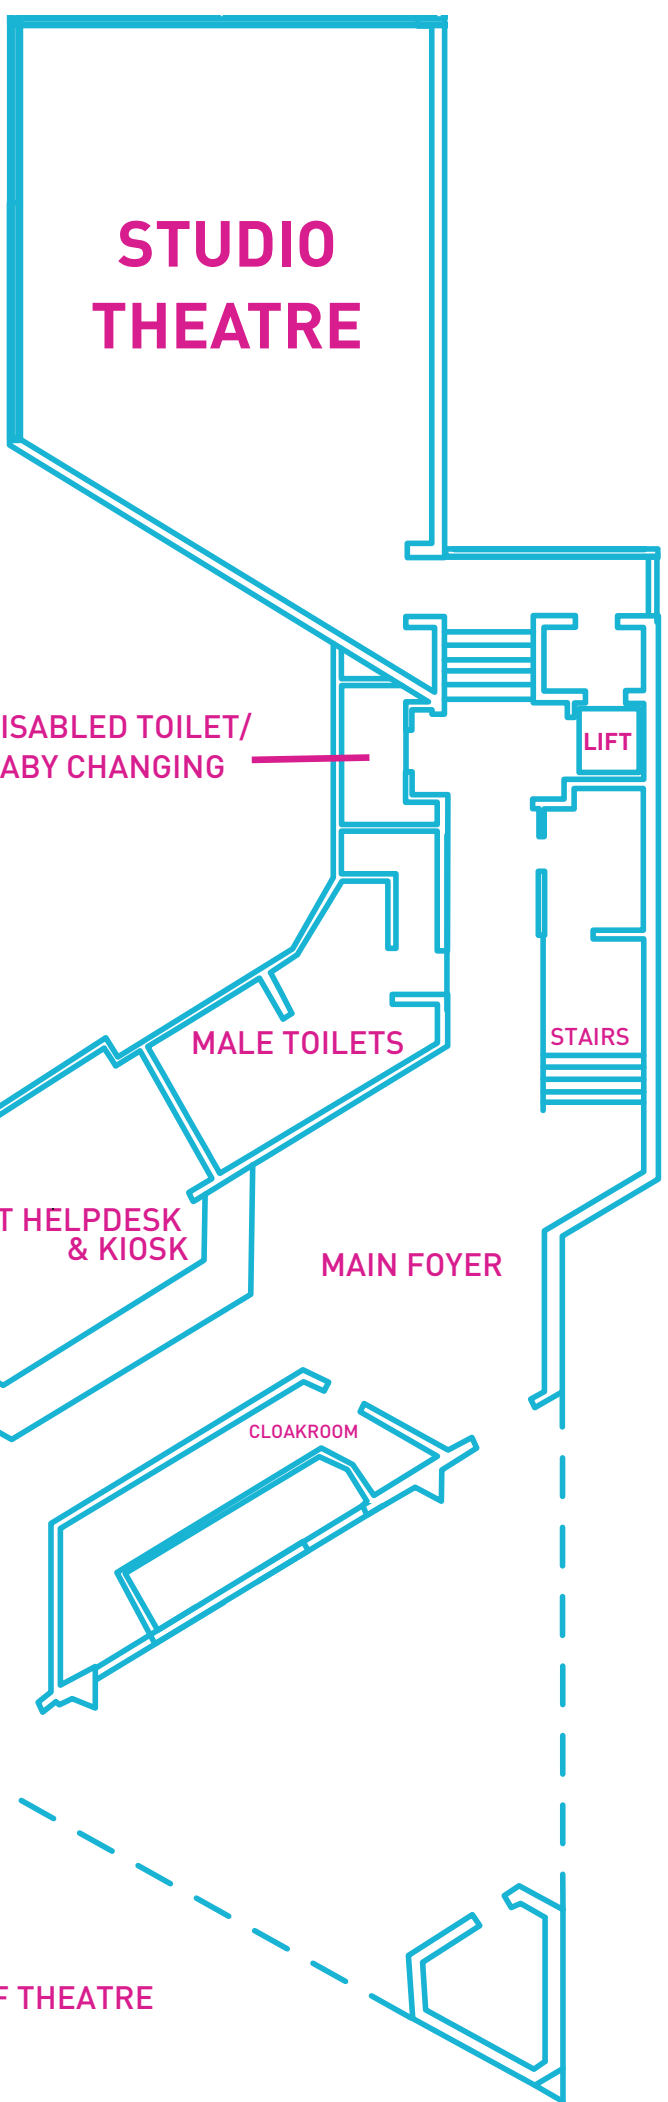 STUDIO
THEATRE
ISABLED TOILET/
ABY CHANGING
LIFT
MALE TOILETS
STAIRS
T HELPDESK
& KIOSK
MAIN FOYER
CLOAKROOM
F THEATRE